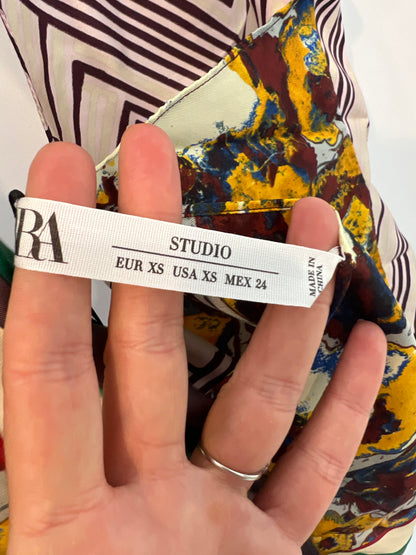 RA
STUDIO
EUR XS USA XS MEX 24
MADE IN
CHINA